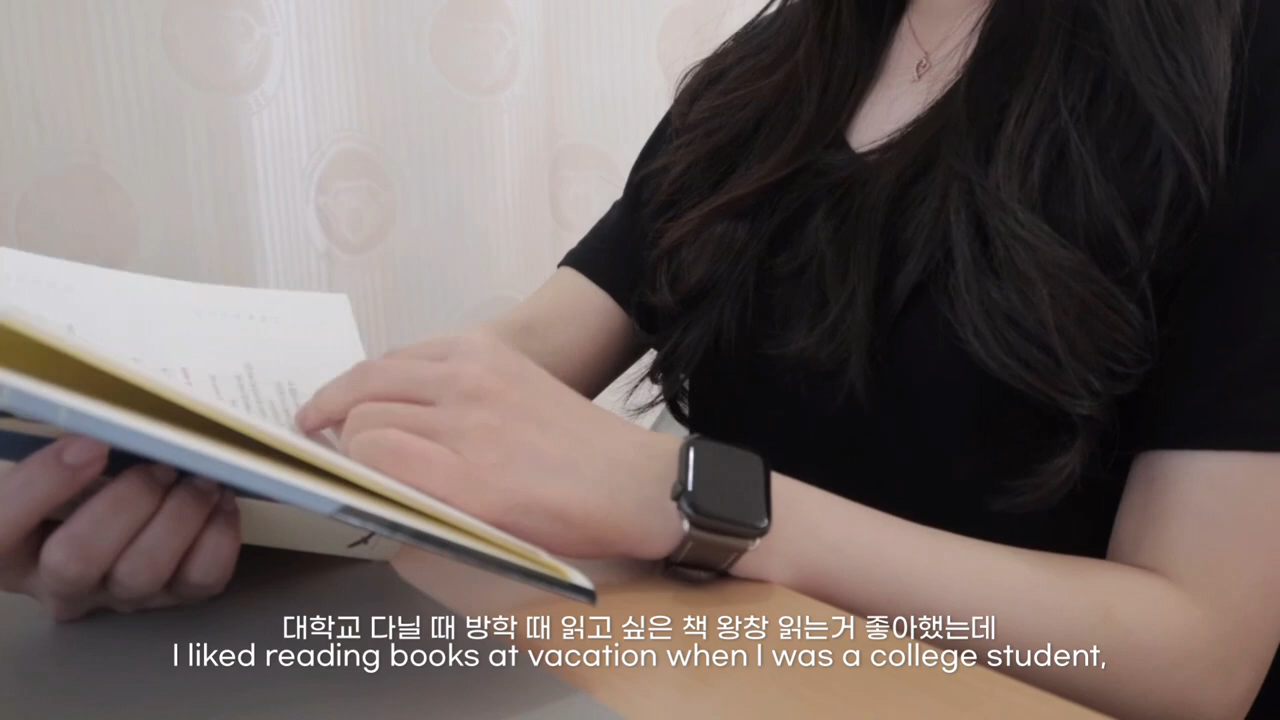 대학교 다닐 때 방학 때 읽고 싶은 책 왕창 읽는거 좋아했는데
I liked reading books at vacation when I was a college student,